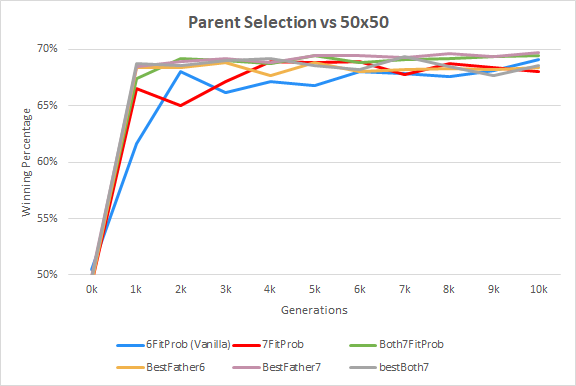 Parent Selection vs 50x50
70%
65%
60%
55%
50%
Winning Percentage
0k 1k 2k 3k 4k 5k 6k 7k 8k 9k 10k
Generations
6FitProb (Vanilla) 7FitProb Both7FitProb
BestFather6 BestFather7 bestBoth7